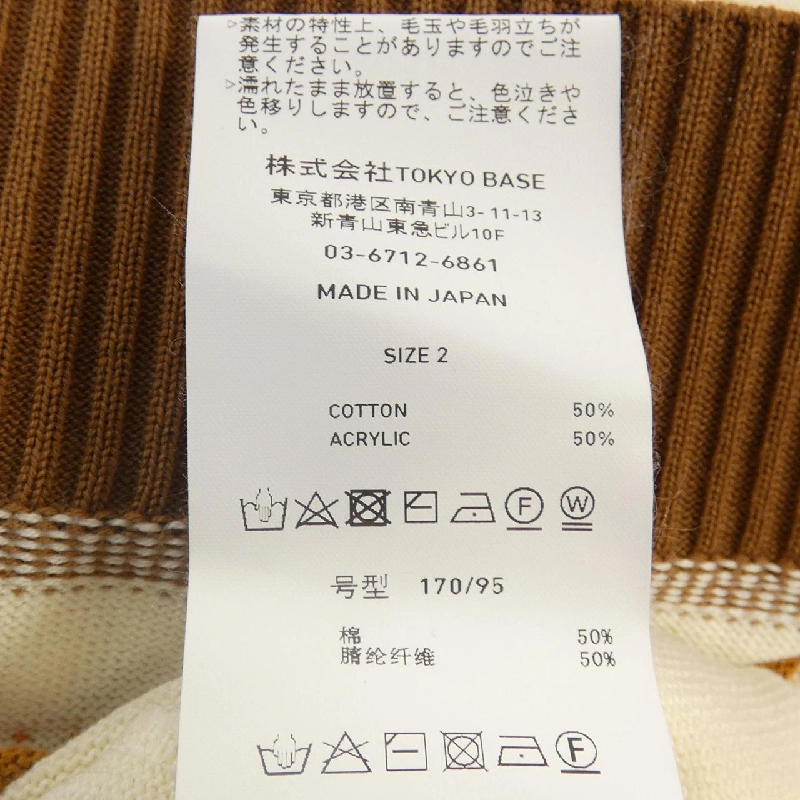 ▷素材の特性上、毛玉や毛羽立ちが
発生することがありますのでご注
意ください。
▷濡れたまま放置すると、色泣きや
色移りしますので、ご注意くださ
い。
株式会社TOKYO BASE
東京都港区南青山3-11-13
新青山東急ビル10F
03-6712-6861
MADE IN JAPAN
SIZE 2
COTTON 50%
ACRYLIC 50%
F W
号型 170/95
棉 50%
腈纶纤维 50%
F